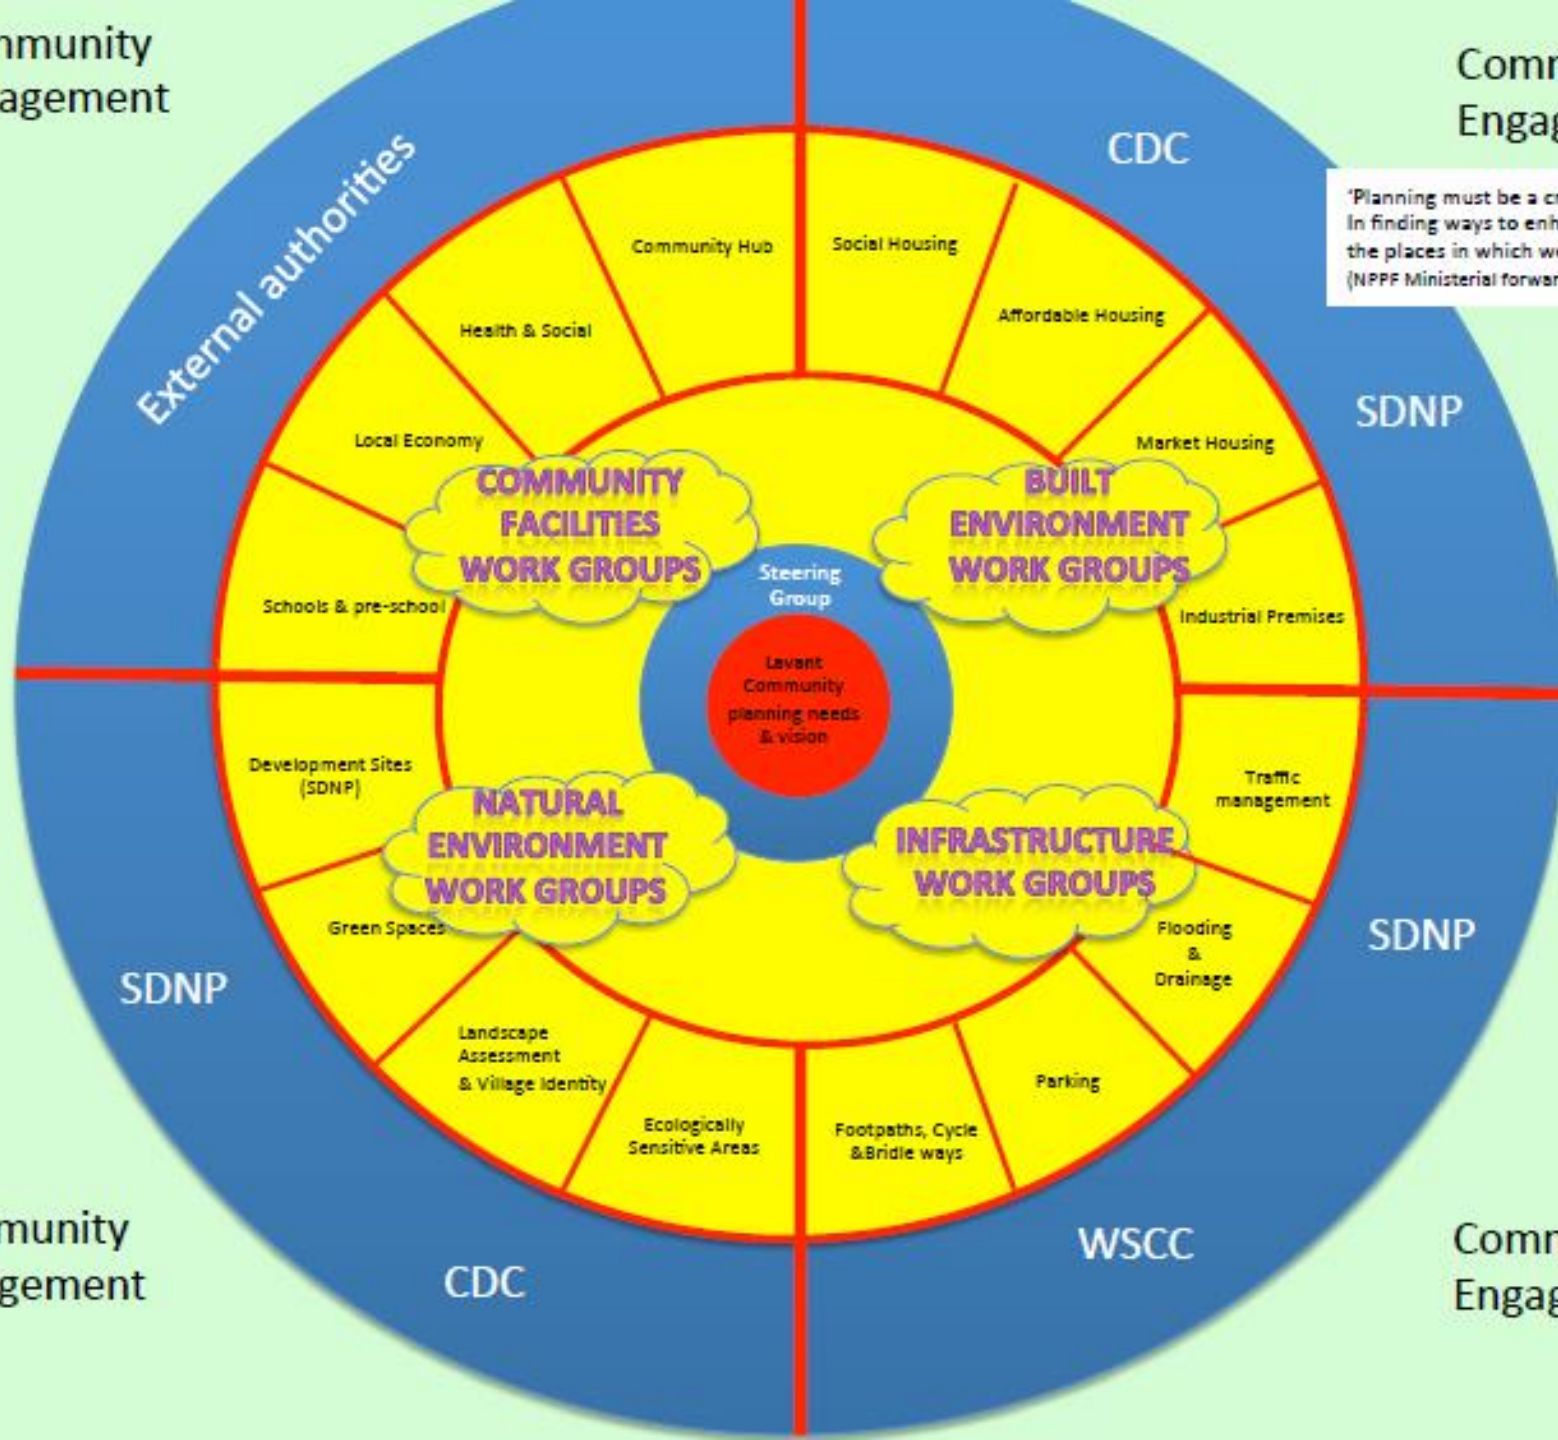 mmunity
agement
Comm
Engag
External authorities
CDC
'Planning must be a cr
In finding ways to enh
the places in which we
(NPPF Ministerial forwar
SDNP
Community Hub
Social Housing
Health & Social
Affordable Housing
Local Economy
Market Housing
COMMUNITY
FACILITIES
WORK GROUPS
BUILT
ENVIRONMENT
WORK GROUPS
Schools & pre-school
Industrial Premises
Steering
Group
Lavant
Community
planning needs
& vision
Development Sites
(SDNP)
Traffic
management
NATURAL
ENVIRONMENT
WORK GROUPS
INFRASTRUCTURE
WORK GROUPS
Green Spaces
Flooding
&
Drainage
SDNP
SDNP
Landscape
Assessment
& Village Identity
Parking
Ecologically
Sensitive Areas
Footpaths, Cycle
&Bridle ways
munity
gement
CDC
WSCC
Comm
Engag